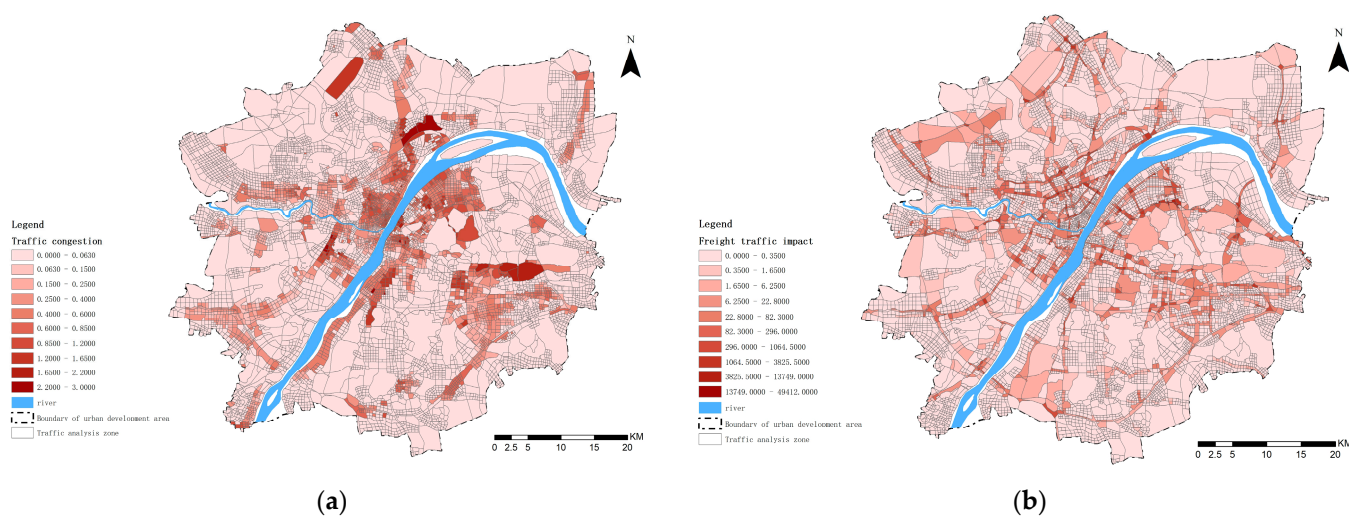 N
Legend
Traffic congestion
0.0000 - 0.0630
0.0630 - 0.1500
0.1500 - 0.2500
0.2500 - 0.4000
0.4000 - 0.6000
0.6000 - 0.8500
0.8500 - 1.2000
1.2000 - 1.6500
1.6500 - 2.2000
2.2000 - 3.0000
river
Boundary of urban development area
Traffic analysis zone
KM
0 2.5 5 10 15 20
(a)
N
Legend
Freight traffic impact
0.0000 - 0.3500
0.3500 - 1.6500
1.6500 - 6.2500
6.2500 - 22.8000
22.8000 - 82.3000
82.3000 - 296.0000
296.0000 - 1064.5000
1064.5000 - 3825.5000
3825.5000 - 13749.0000
13749.0000 - 49412.0000
river
Boundary of urban development area
Traffic analysis zone
KM
0 2.5 5 10 15 20
(b)